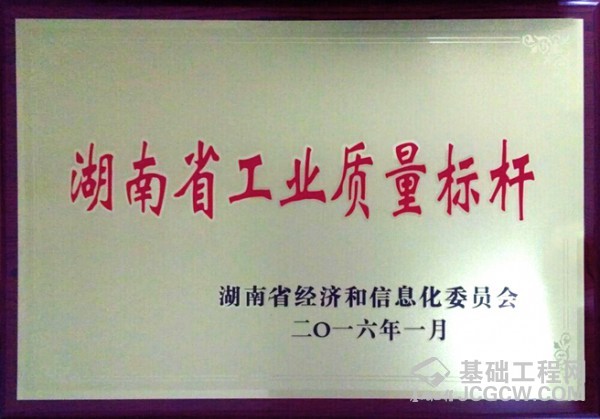 湖南省工业质量标杆
湖南省经济和信息化委员会
二〇一六年一月
基础工程网
JCGCW.COM